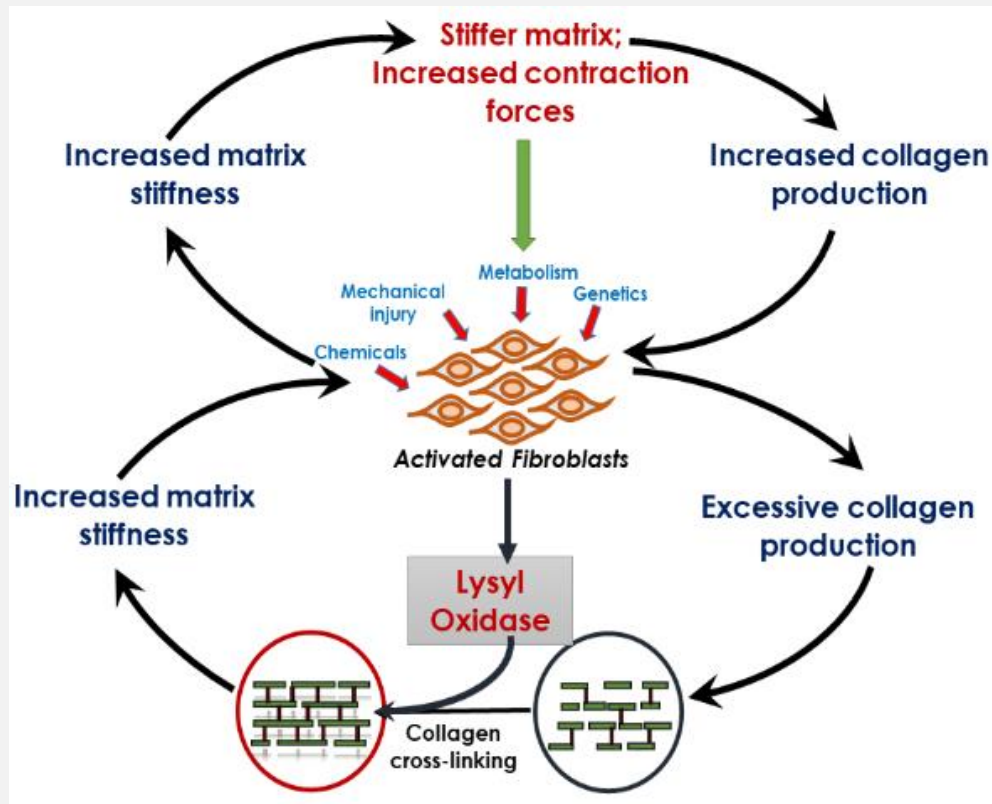 Stiffer matrix;
Increased contraction
forces
Increased matrix
stiffness
Increased collagen
production
Metabolism
Mechanical
injury
Genetics
Chemicals
Activated Fibroblasts
Increased matrix
stiffness
Excessive collagen
production
Lysyl
Oxidase
Collagen
cross-linking